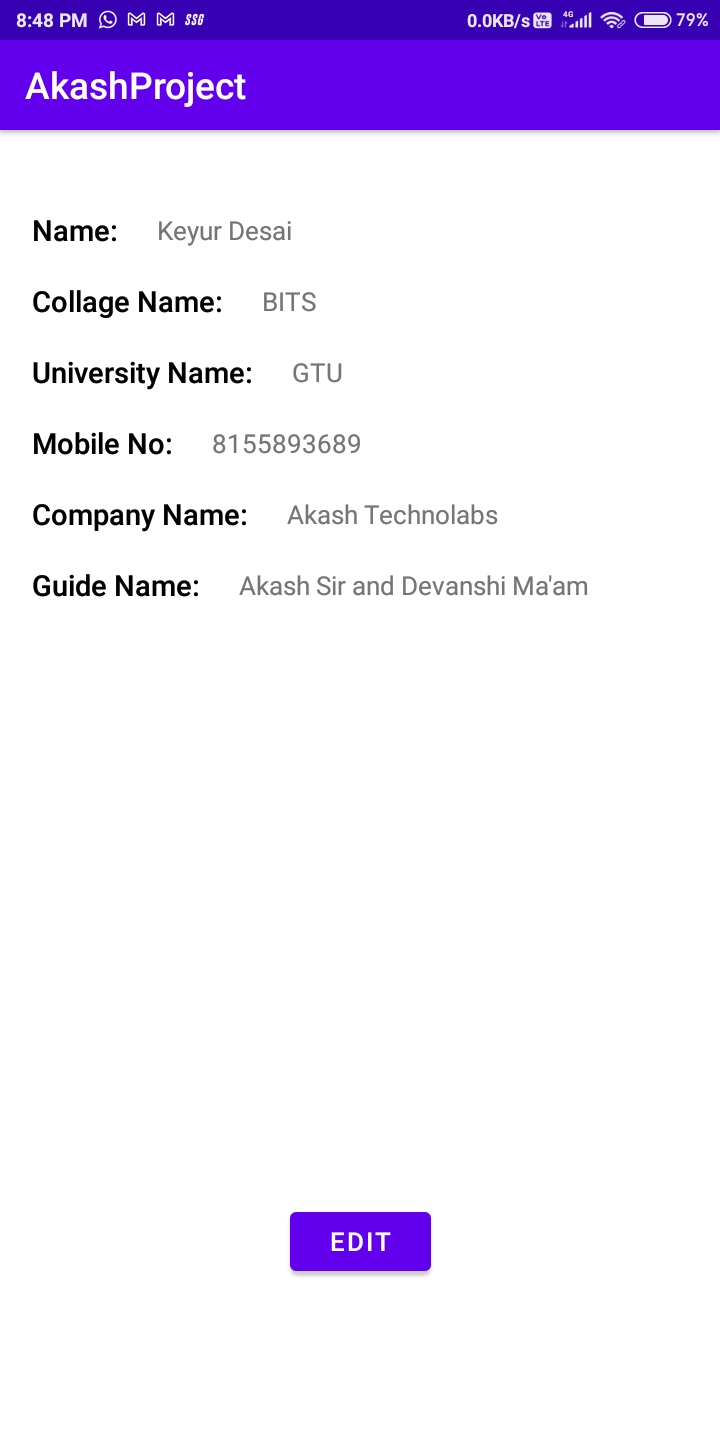 8:48 PM SSG 0.0KB/s Vo LTE 4G 79%
AkashProject
Name: Keyur Desai
Collage Name: BITS
University Name: GTU
Mobile No: 8155893689
Company Name: Akash Technolabs
Guide Name: Akash Sir and Devanshi Ma'am
EDIT